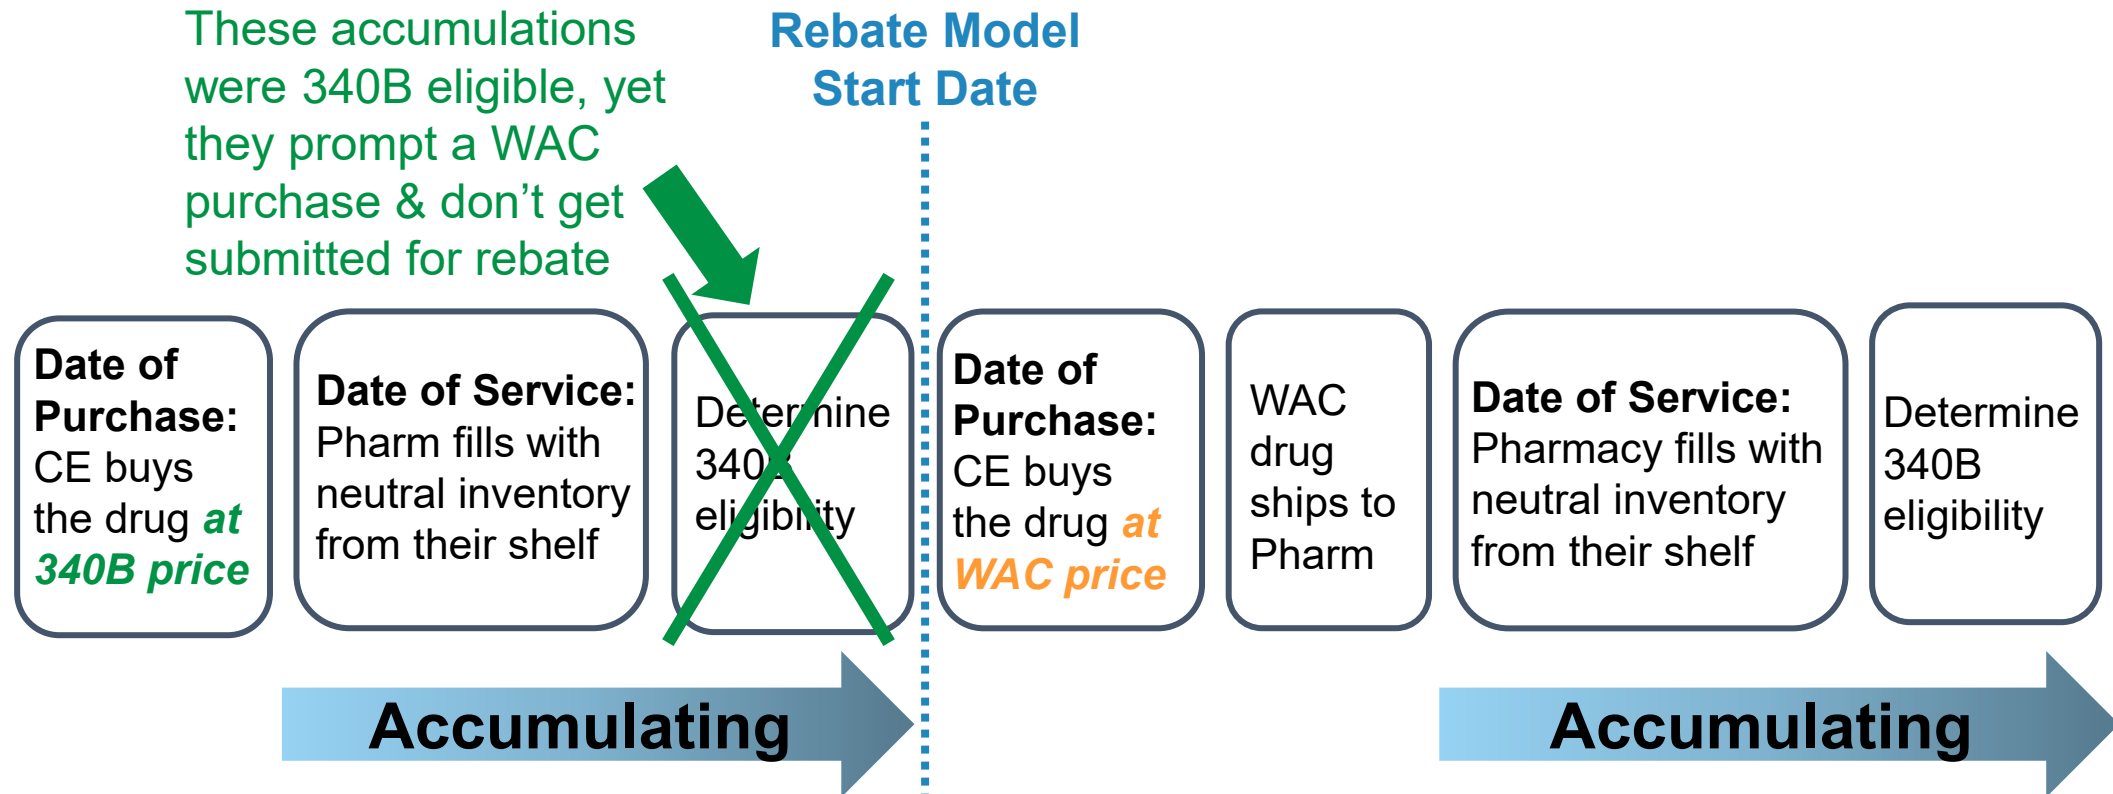 These accumulations
were 340B eligible, yet
they prompt a WAC
purchase & don’t get
submitted for rebate
Rebate Model
Start Date
Date of
Purchase:
CE buys
the drug at
340B price
Date of Service:
Pharm fills with
neutral inventory
from their shelf
Determine
340B
eligibility
Date of
Purchase:
CE buys
the drug at
WAC price
WAC
drug
ships to
Pharm
Date of Service:
Pharmacy fills with
neutral inventory
from their shelf
Determine
340B
eligibility
Accumulating
Accumulating